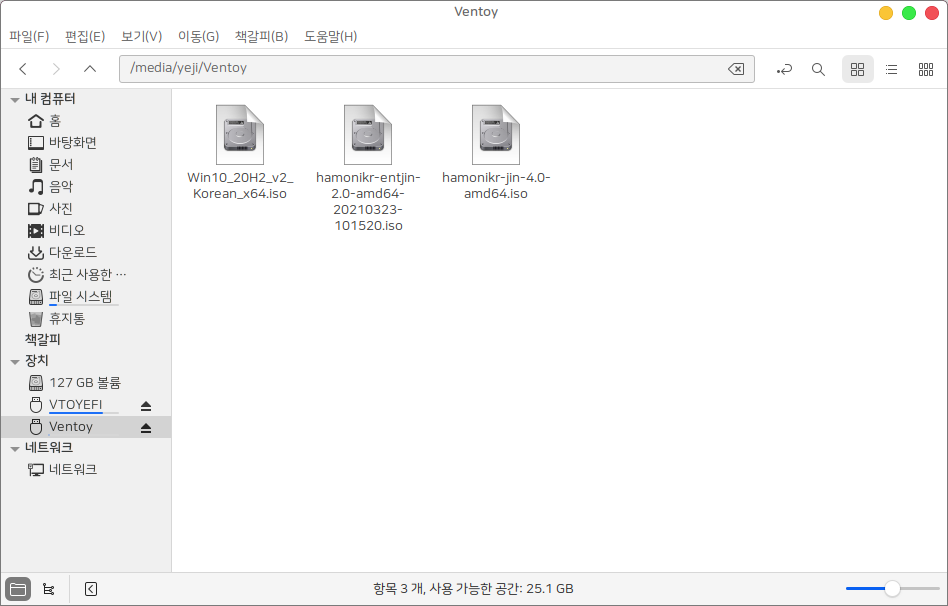 Ventoy
파일(F) 편집(E) 보기(V) 이동(G) 책갈피(B) 도움말(H)
/media/yeji/Ventoy
내 컴퓨터
홈
바탕화면
문서
음악
사진
비디오
다운로드
최근 사용한 …
파일 시스템
휴지통
책갈피
장치
127 GB 볼륨
VTOYEFI
Ventoy
네트워크
네트워크
Win10_20H2_v2_
Korean_x64.iso
hamonikr-entjin-
2.0-amd64-
20210323-
101520.iso
hamonikr-jin-4.0-
amd64.iso
항목 3 개, 사용 가능한 공간: 25.1 GB